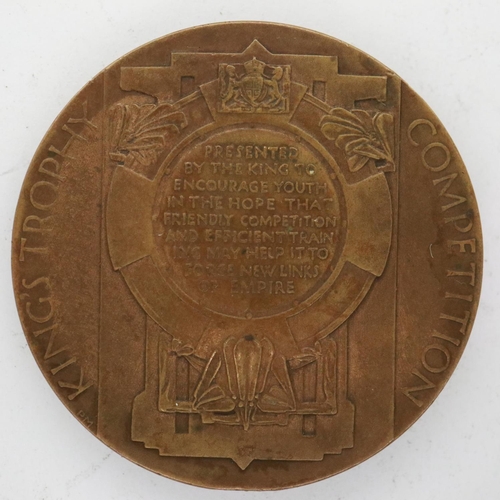 KINGS TROPHY
COMPETITION
PRESENTED
BY THE KING TO
ENCOURAGE YOUTH
IN THE HOPE THAT
FRIENDLY COMPETITION
AND EFFICIENT TRAIN
ING MAY HELP IT TO
FORGE NEW LINKS
OF EMPIRE